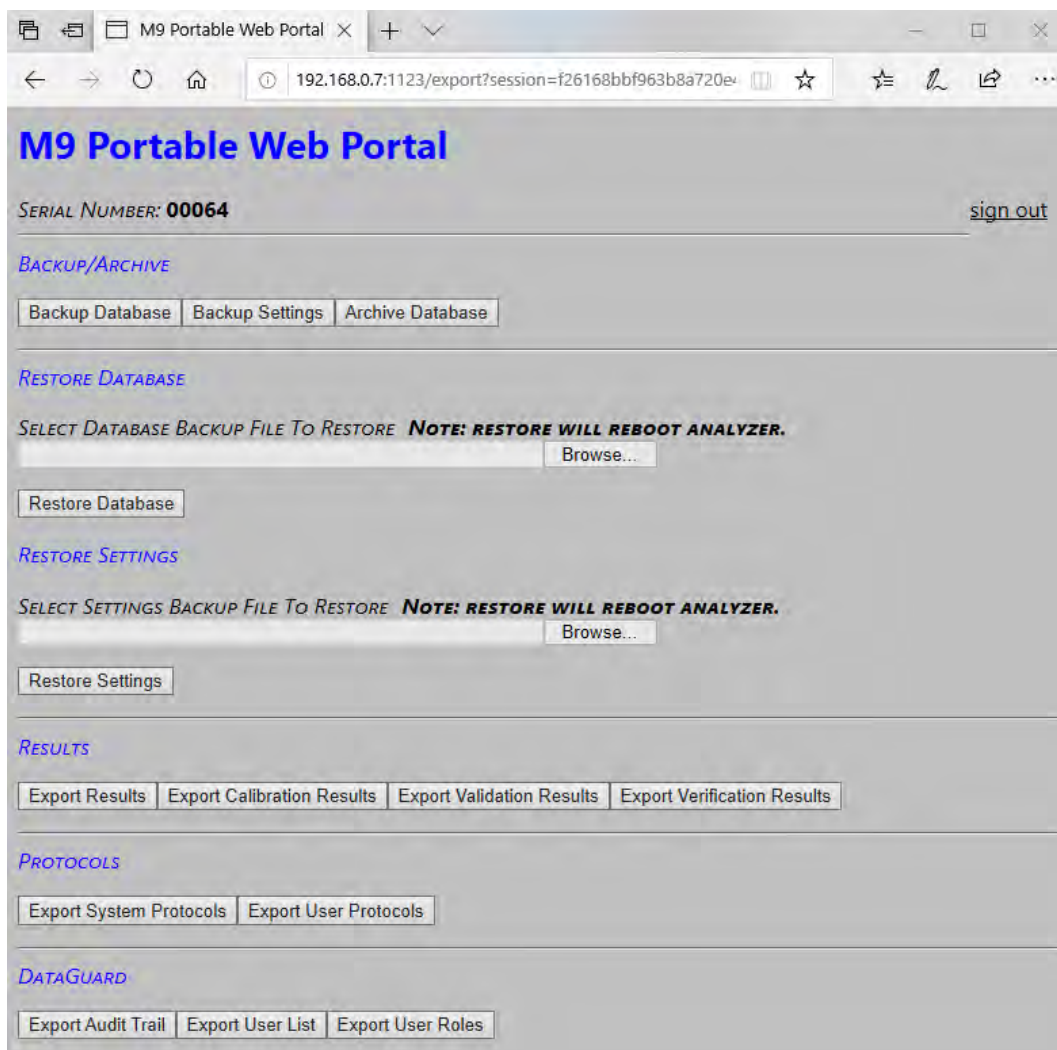 M9 Portable Web Portal
192.168.0.7:1123/export?session=f26168bbf963b8a720e
M9 Portable Web Portal
SERIAL NUMBER: 00064 sign out
BACKUP/ARCHIVE
Backup Database Backup Settings Archive Database
RESTORE DATABASE
SELECT DATABASE BACKUP FILE TO RESTORE NOTE: RESTORE WILL REBOOT ANALYZER.
Browse...
Restore Database
RESTORE SETTINGS
SELECT SETTINGS BACKUP FILE TO RESTORE NOTE: RESTORE WILL REBOOT ANALYZER.
Browse...
Restore Settings
RESULTS
Export Results Export Calibration Results Export Validation Results Export Verification Results
PROTOCOLS
Export System Protocols Export User Protocols
DATAGUARD
Export Audit Trail Export User List Export User Roles